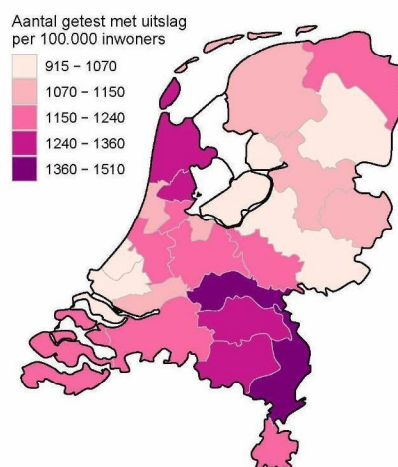 Aantal getest met uitslag
per 100.000 inwoners
915 – 1070
1070 – 1150
1150 – 1240
1240 – 1360
1360 – 1510